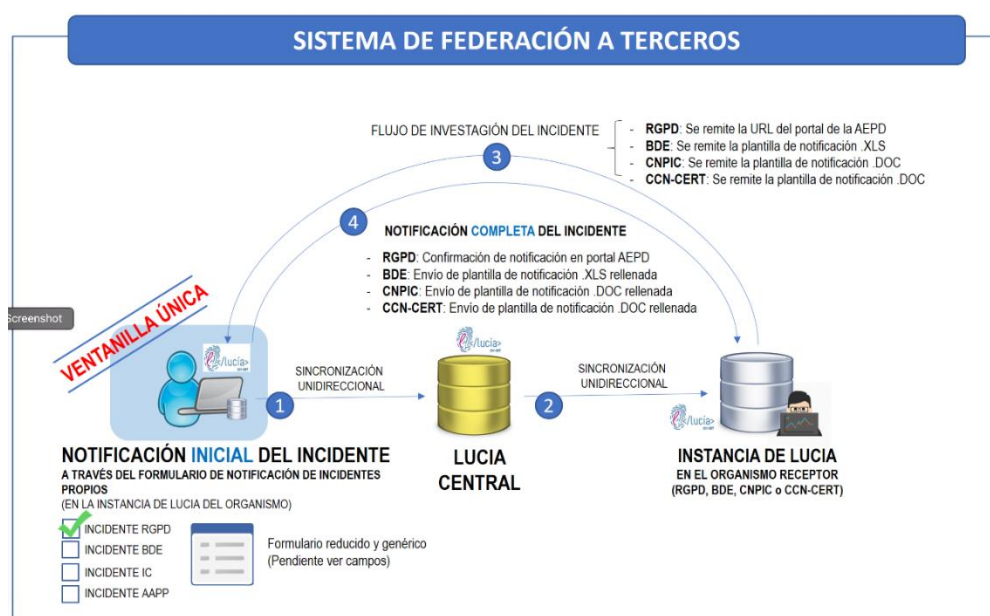 SISTEMA DE FEDERACIÓN A TERCEROS
FLUJO DE INVESTAGIÓN DEL INCIDENTE
- RGPD: Se remite la URL del portal de la AEPD
- BDE: Se remite la plantilla de notificación .XLS
- CNPIC: Se remite la plantilla de notificación .DOC
- CCN-CERT: Se remite la plantilla de notificación .DOC
3
4
NOTIFICACIÓN COMPLETA DEL INCIDENTE
- RGPD: Confirmación de notificación en portal AEPD
- BDE: Envío de plantilla de notificación .XLS rellenada
- CNPIC: Envío de plantilla de notificación .DOC rellenada
- CCN-CERT: Envío de plantilla de notificación .DOC rellenada
Screenshot
VENTANILLA ÚNICA
</lucía>
</lucía>
SINCRONIZACIÓN
UNIDIRECCIONAL
1
SINCRONIZACIÓN
UNIDIRECCIONAL
2
</lucía>
NOTIFICACIÓN INICIAL DEL INCIDENTE
A TRAVÉS DEL FORMULARIO DE NOTIFICACIÓN DE INCIDENTES
PROPIOS
(EN LA INSTANCIA DE LUCIA DEL ORGANISMO)
LUCIA
CENTRAL
INSTANCIA DE LUCIA
EN EL ORGANISMO RECEPTOR
(RGPD, BDE, CNPIC o CCN-CERT)
INCIDENTE RGPD
INCIDENTE BDE
INCIDENTE IC
INCIDENTE AAPP
Formulario reducido y genérico
(Pendiente ver campos)